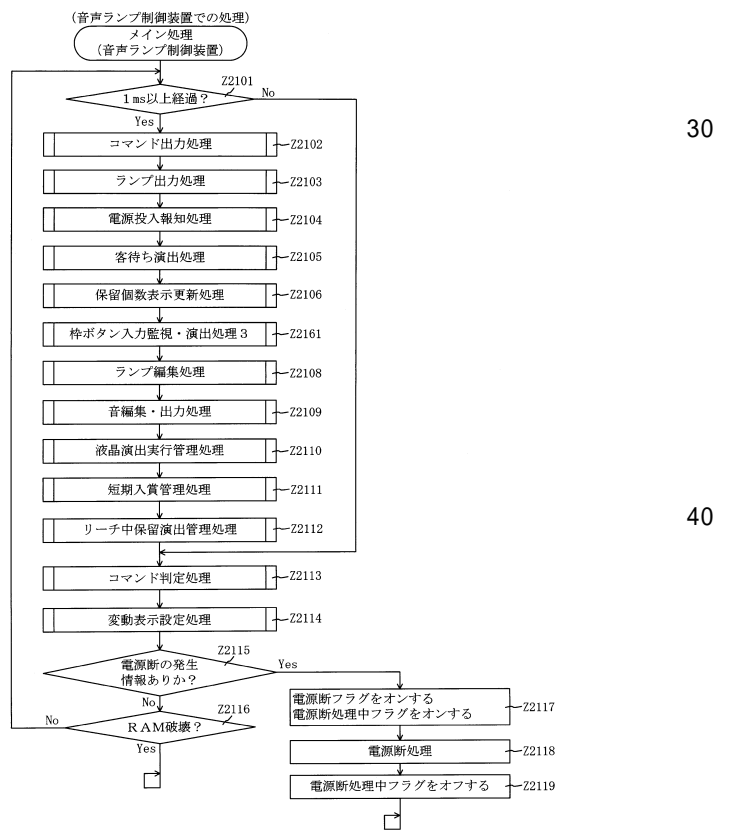 (音声ランプ制御装置での処理)
メイン処理
(音声ランプ制御装置)
Z2101
1ms以上経過?
No
Yes
30
コマンド出力処理
Z2102
ランプ出力処理
Z2103
電源投入報知処理
Z2104
客待ち演出処理
Z2105
保留個数表示更新処理
Z2106
枠ボタン入力監視・演出処理3
Z2161
ランプ編集処理
Z2108
音編集・出力処理
Z2109
液晶演出実行管理処理
Z2110
短期入賞管理処理
Z2111
40
リーチ中保留演出管理処理
Z2112
コマンド判定処理
Z2113
変動表示設定処理
Z2114
Z2115
電源断の発生
情報ありか?
Yes
No
Z2116
RAM破壊?
No
Yes
電源断フラグをオンする
電源断処理中フラグをオンする
Z2117
電源断処理
Z2118
電源断処理中フラグをオフする
Z2119